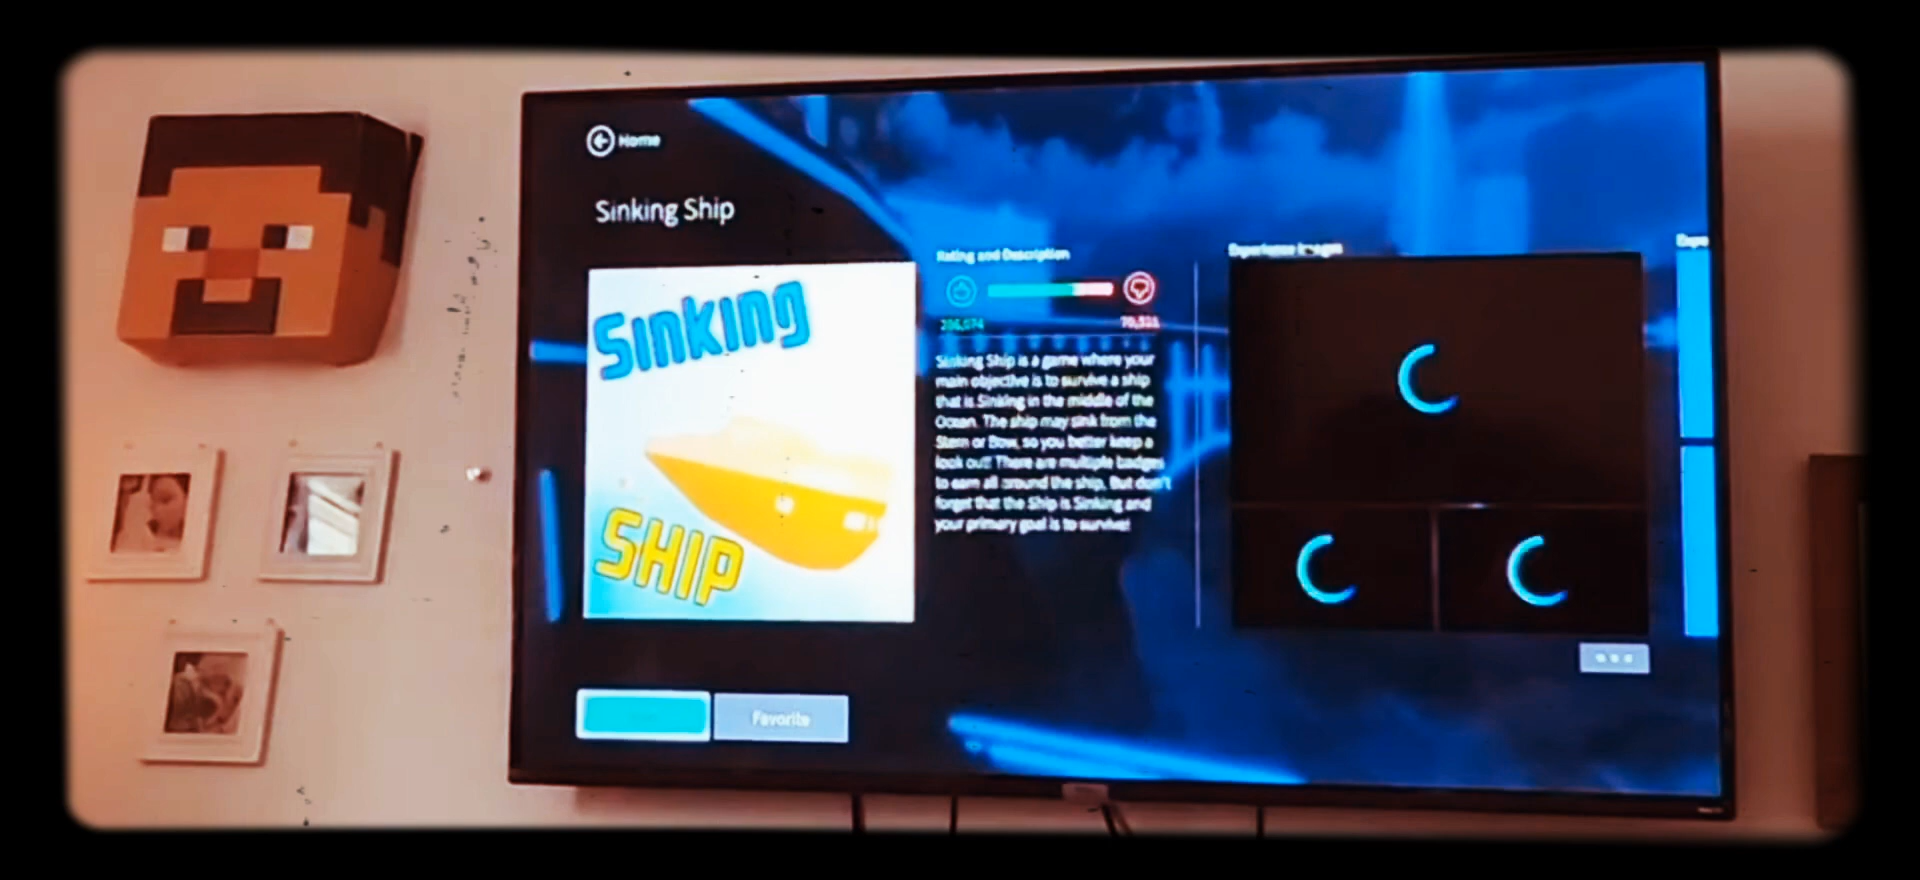 Home
Sinking Ship
Sinking
SHIP
Rating and Description
Sinking Ship is a game where your
main objective is to survive a ship
that is Sinking in the middle of the
Ocean. The ship may sink from the
Stern or Bow, so you better keep a
look out! There are multiple badges
to earn all around the ship. But don't
forget that the Ship is Sinking and
your primary goal is to survive!
Experience Images
Favorite